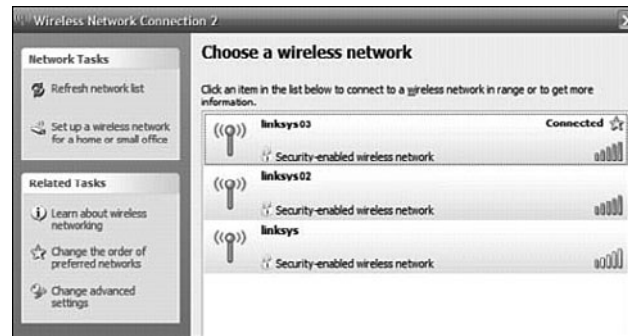 Wireless Network Connection 2
Network Tasks
Refresh network list
Set up a wireless network
for a home or small office
Related Tasks
Learn about wireless
networking
Change the order of
preferred networks
Change advanced
settings
Choose a wireless network
Click an item in the list below to connect to a wireless network in range or to get more
information.
linksys03
Connected
Security-enabled wireless network
linksys02
Security-enabled wireless network
linksys
Security-enabled wireless network